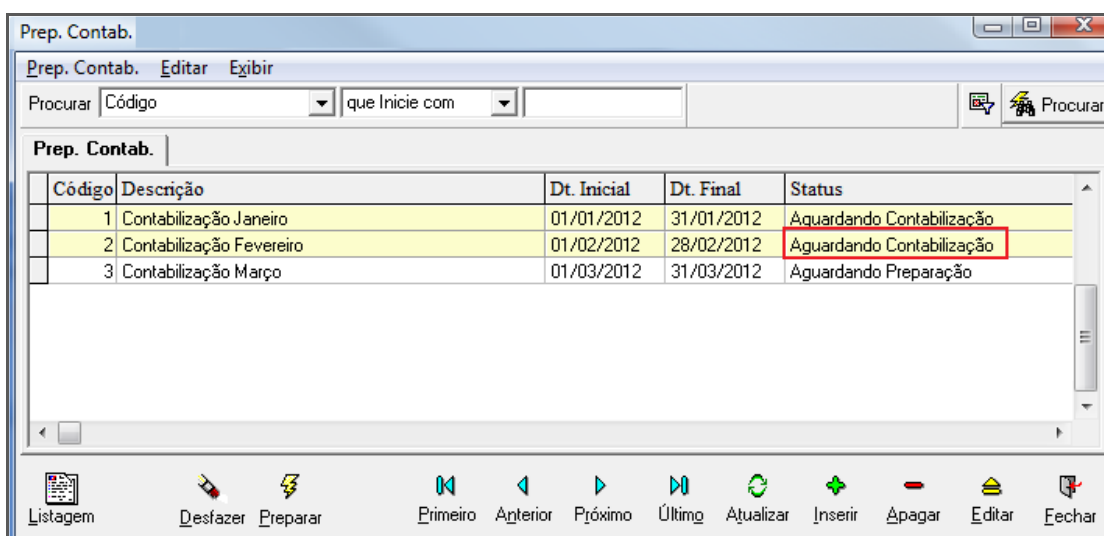 Prep. Contab.
Prep. Contab. Editar Exibir
Procurar Código que Inicie com Procurar
Prep. Contab.
Código Descrição Dt. Inicial Dt. Final Status
1 Contabilização Janeiro 01/01/2012 31/01/2012 Aguardando Contabilização
2 Contabilização Fevereiro 01/02/2012 28/02/2012 Aguardando Contabilização
3 Contabilização Março 01/03/2012 31/03/2012 Aguardando Preparação
Listagem Desfazer Preparar Primeiro Anterior Próximo Último Atualizar Inserir Apagar Editar Fechar